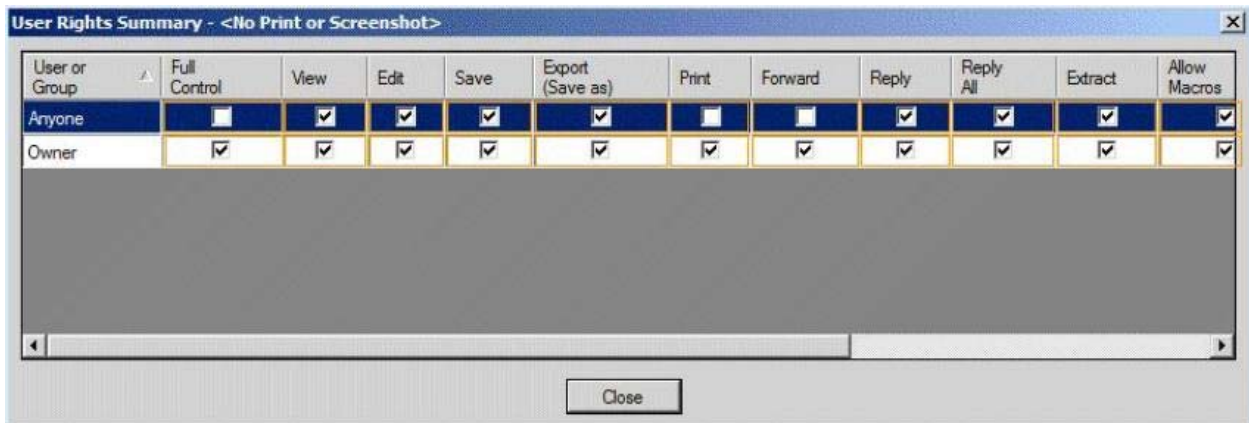 User Rights Summary - <No Print or Screenshot>
User or Group
Full Control
View
Edit
Save
Export (Save as)
Print
Forward
Reply
Reply All
Extract
Allow Macros
Anyone
Owner
Close